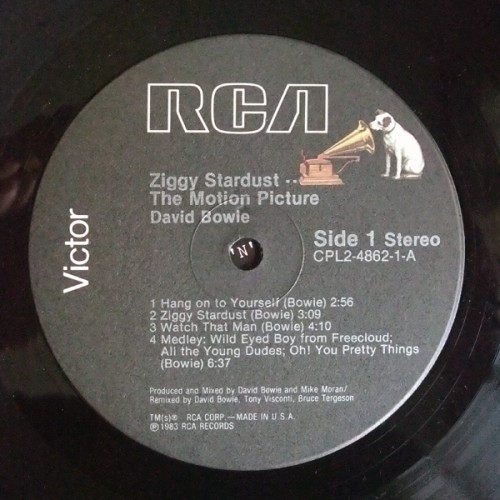 RCA
Ziggy Stardust --
The Motion Picture
David Bowie
Victor
'N'
Side 1 Stereo
CPL2-4862-1-A
1 Hang on to Yourself (Bowie) 2:56
2 Ziggy Stardust (Bowie) 3:09
3 Watch That Man (Bowie) 4:10
4 Medley: Wild Eyed Boy from Freecloud;
All the Young Dudes; Oh! You Pretty Things
(Bowie) 6:37
Produced and Mixed by David Bowie and Mike Moran/
Remixed by David Bowie, Tony Visconti, Bruce Tergeson
TM(s)® RCA CORP.—MADE IN U.S.A.
℗1983 RCA RECORDS